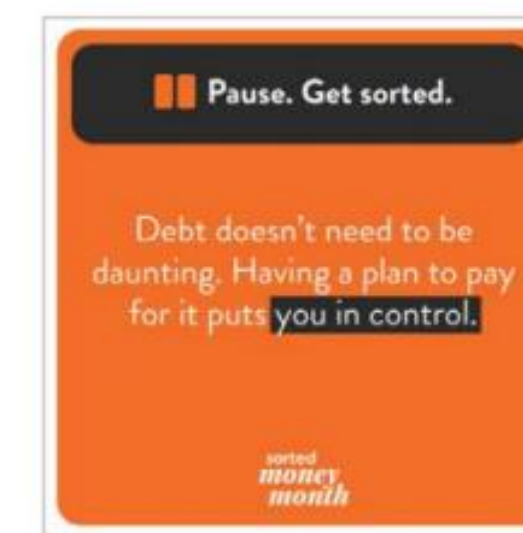 Pause. Get sorted.
Debt doesn't need to be
daunting. Having a plan to pay
for it puts you in control.
sorted
money
month